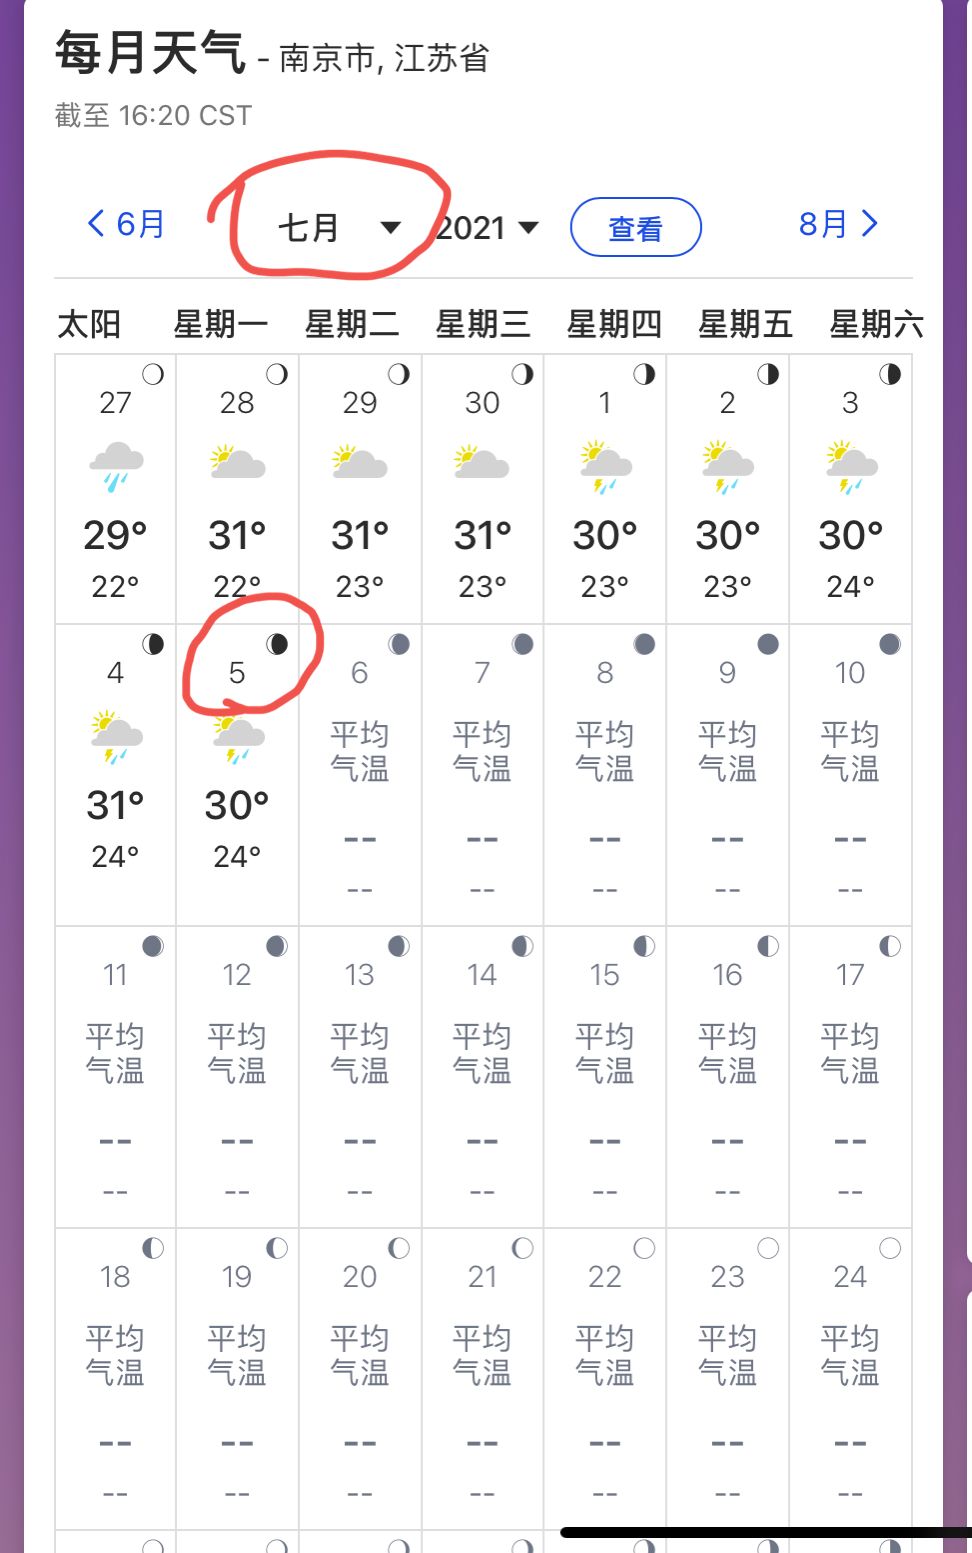 每月天气 - 南京市, 江苏省
截至 16:20 CST
6月 七月 2021 查看 8月
太阳 星期一 星期二 星期三 星期四 星期五 星期六
27 28 29 30 1 2 3
29° 31° 31° 31° 30° 30° 30°
22° 22° 23° 23° 23° 23° 24°
4 5 6 7 8 9 10
平均 平均 平均 平均 平均
气温 气温 气温 气温 气温
31° 30° -- -- -- -- --
24° 24° -- -- -- -- --
11 12 13 14 15 16 17
平均 平均 平均 平均 平均 平均 平均
气温 气温 气温 气温 气温 气温 气温
-- -- -- -- -- -- --
-- -- -- -- -- -- --
18 19 20 21 22 23 24
平均 平均 平均 平均 平均 平均 平均
气温 气温 气温 气温 气温 气温 气温
-- -- -- -- -- -- --
-- -- -- -- -- -- --